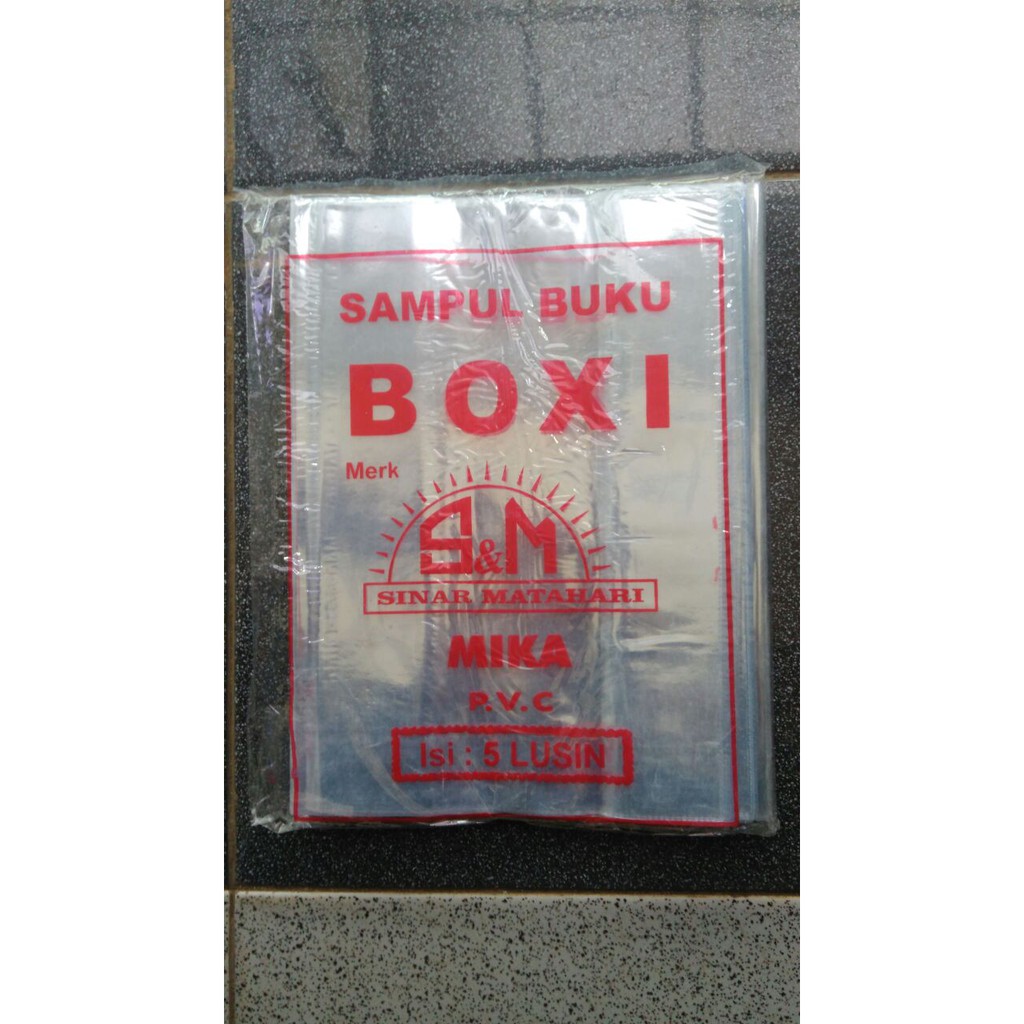 SAMPUL BUKU
BOXI
Merk
S&M
SINAR MATAHARI
MIKA
P.V.C
Isi : 5 LUSIN